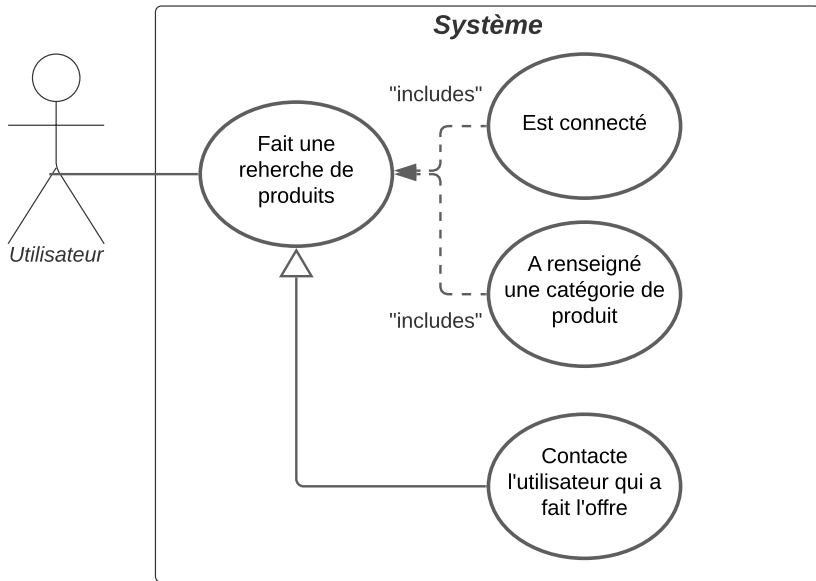 Système
"includes"
Est connecté
Fait une
reherche de
produits
Utilisateur
A renseigné
une catégorie de
produit
"includes"
Contacte
l'utilisateur qui a
fait l'offre